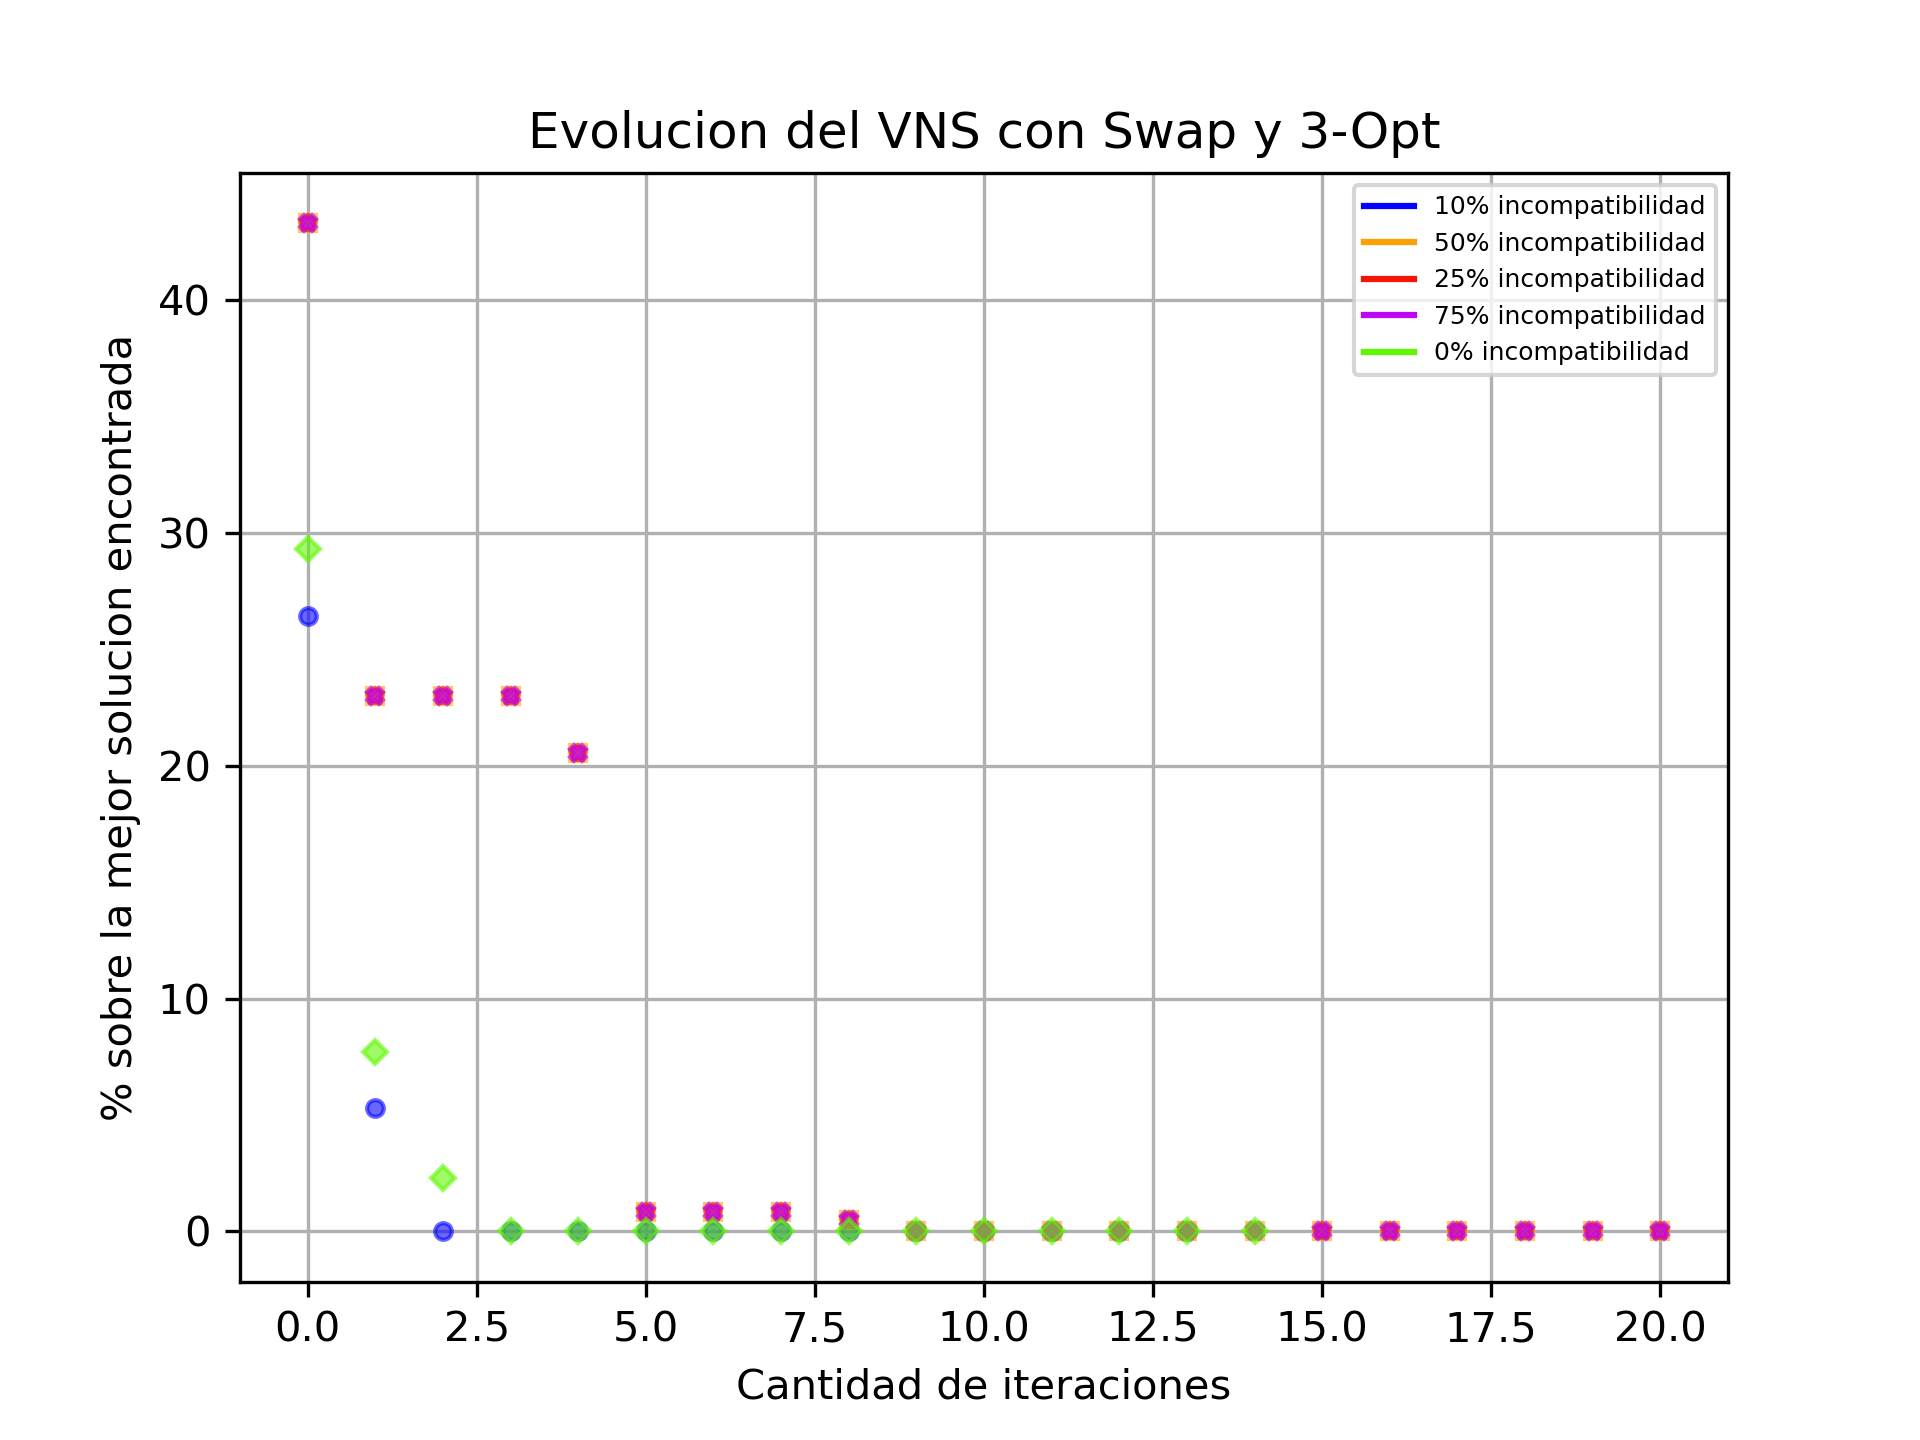 Evolucion del VNS con Swap y 3-Opt
10% incompatibilidad
50% incompatibilidad
25% incompatibilidad
75% incompatibilidad
0% incompatibilidad
% sobre la mejor solucion encontrada
40
30
20
10
0
0.0 2.5 5.0 7.5 10.0 12.5 15.0 17.5 20.0
Cantidad de iteraciones